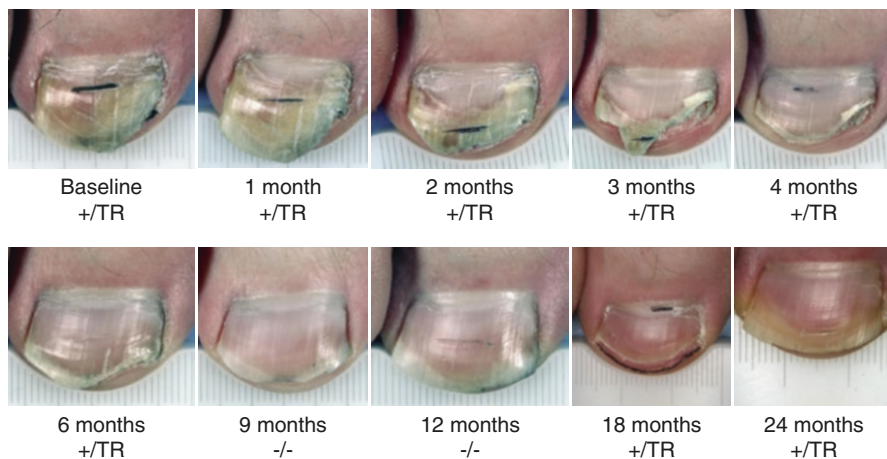 Baseline
+/TR
1 month
+/TR
2 months
+/TR
3 months
+/TR
4 months
+/TR
6 months
+/TR
9 months
-/-
12 months
-/-
18 months
+/TR
24 months
+/TR